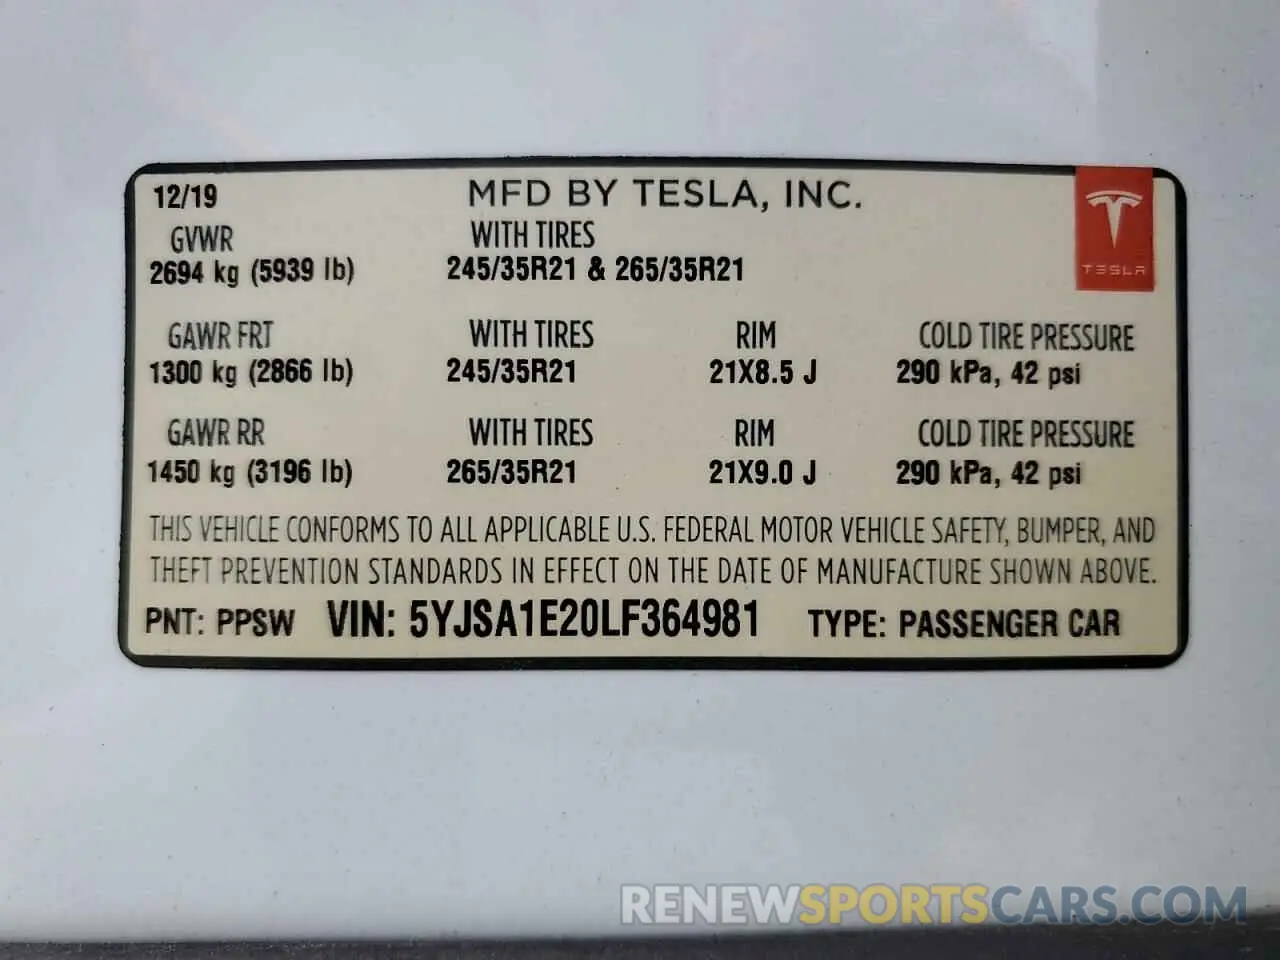 12/19 MFD BY TESLA, INC.
GVWR WITH TIRES
2694 kg (5939 lb) 245/35R21 & 265/35R21
TESLA
GAWR FRT WITH TIRES RIM COLD TIRE PRESSURE
1300 kg (2866 lb) 245/35R21 21X8.5 J 290 kPa, 42 psi
GAWR RR WITH TIRES RIM COLD TIRE PRESSURE
1450 kg (3196 lb) 265/35R21 21X9.0 J 290 kPa, 42 psi
THIS VEHICLE CONFORMS TO ALL APPLICABLE U.S. FEDERAL MOTOR VEHICLE SAFETY, BUMPER, AND
THEFT PREVENTION STANDARDS IN EFFECT ON THE DATE OF MANUFACTURE SHOWN ABOVE.
PNT: PPSW VIN: 5YJSA1E20LF364981 TYPE: PASSENGER CAR
RENEWSPORTSCARS.COM